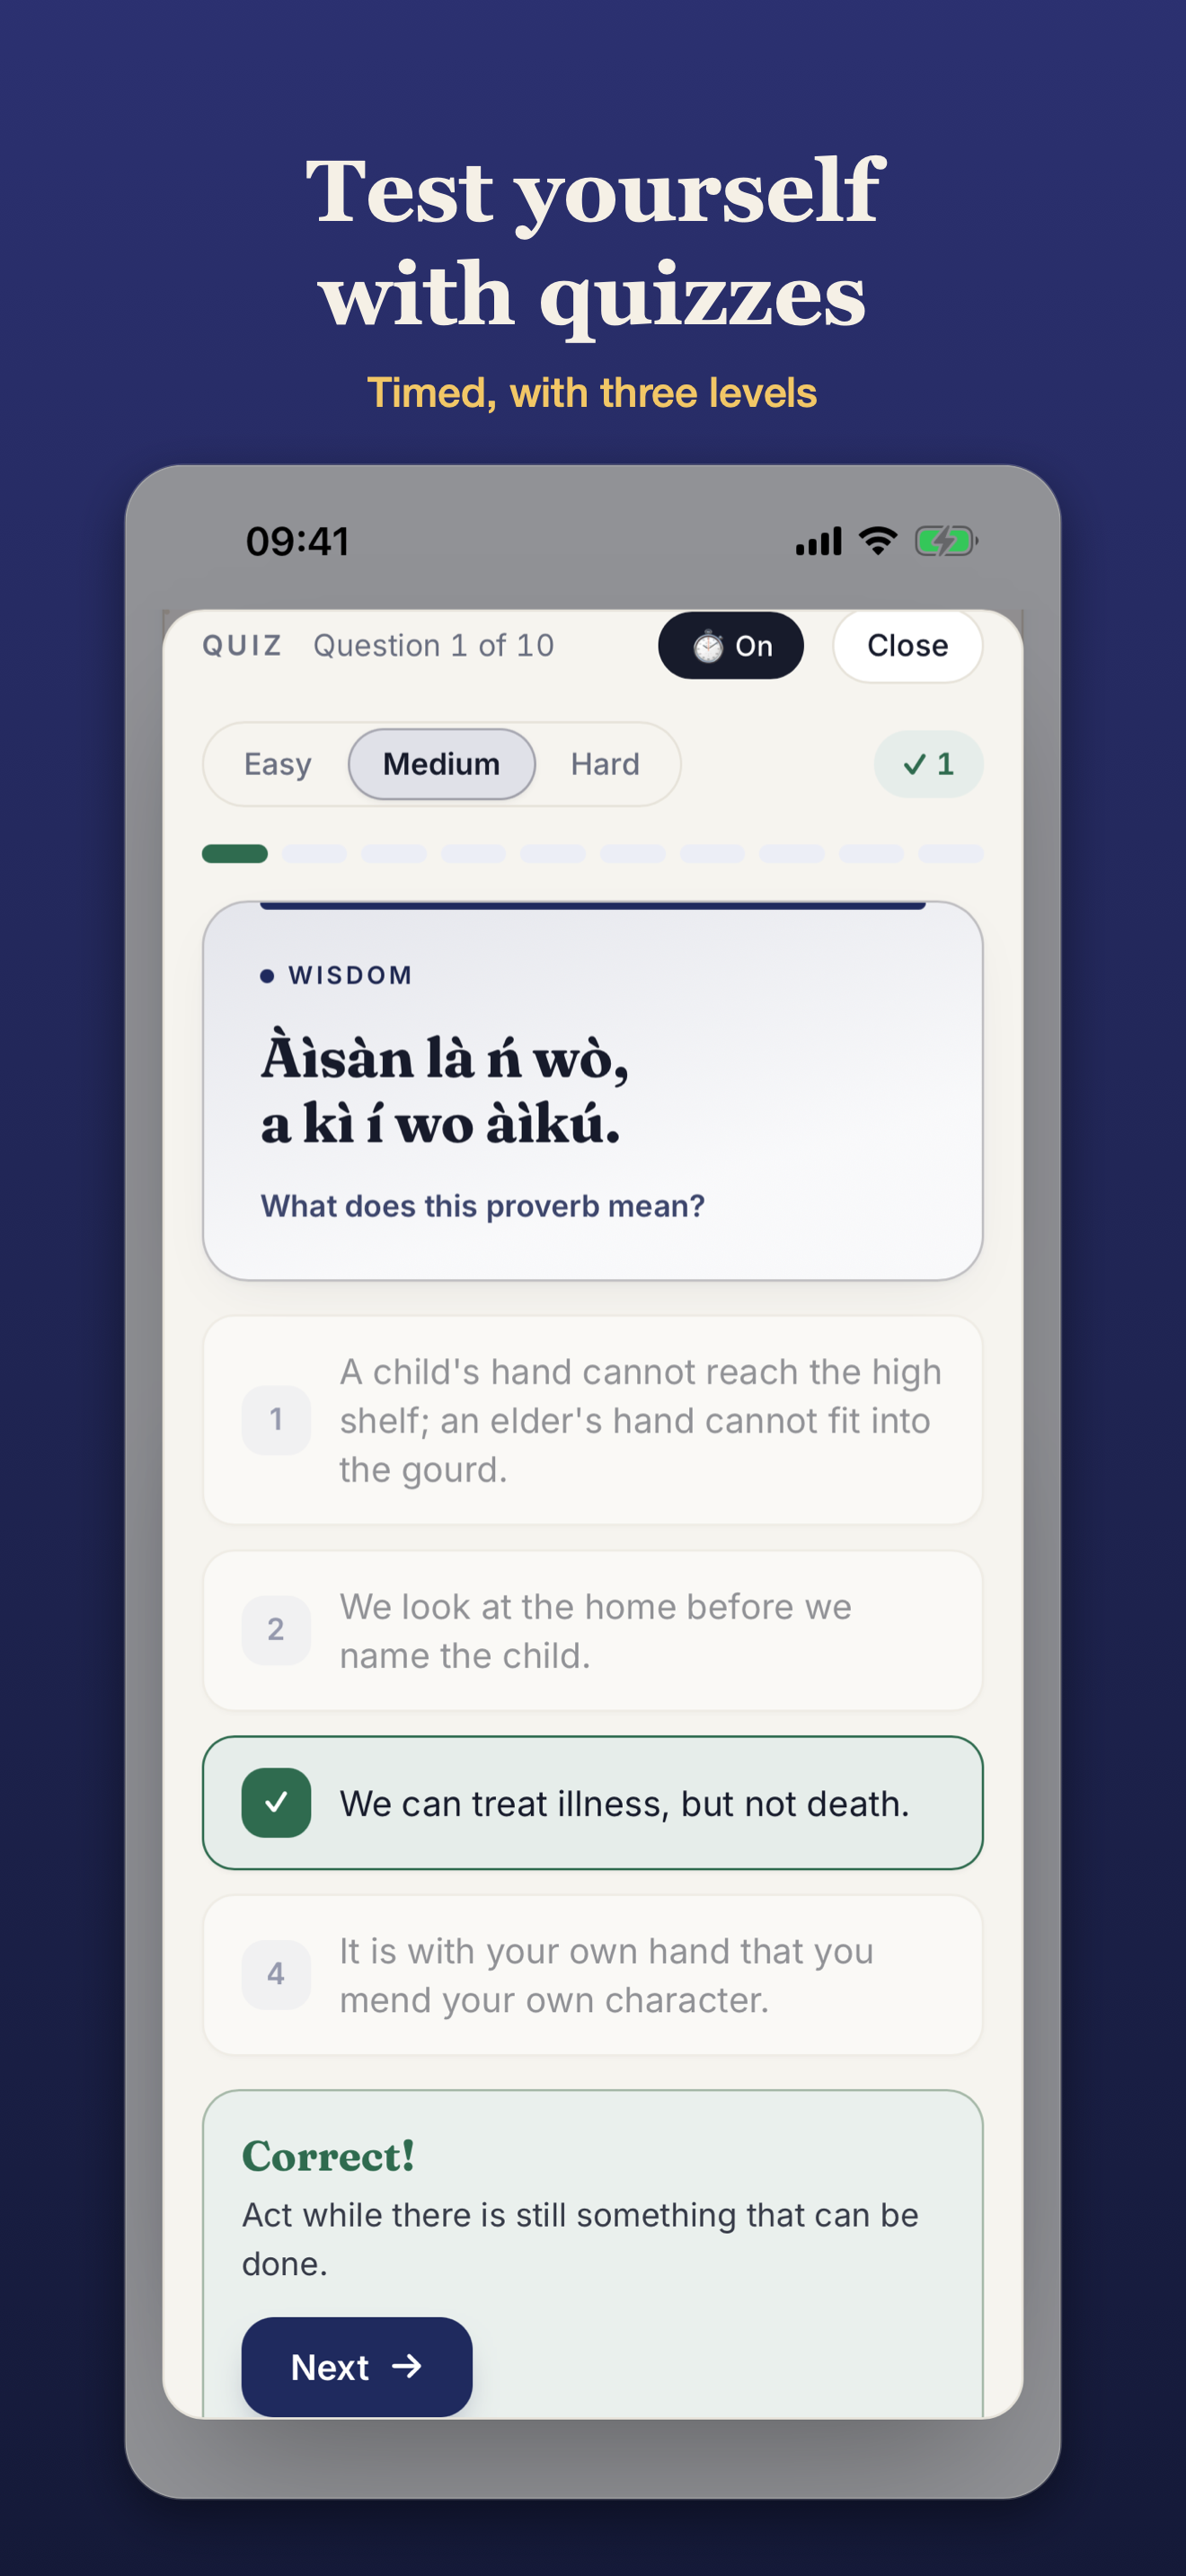 Test yourself
with quizzes
Timed, with three levels
09:41
QUIZ Question 1 of 10 ⏱️ On Close
Easy Medium Hard ✓ 1
WISDOM
Àìsàn là ń wò,
a kì í wo àìkú.
What does this proverb mean?
1 A child's hand cannot reach the high
shelf; an elder's hand cannot fit into
the gourd.
2 We look at the home before we
name the child.
✓ We can treat illness, but not death.
4 It is with your own hand that you
mend your own character.
Correct!
Act while there is still something that can be
done.
Next →